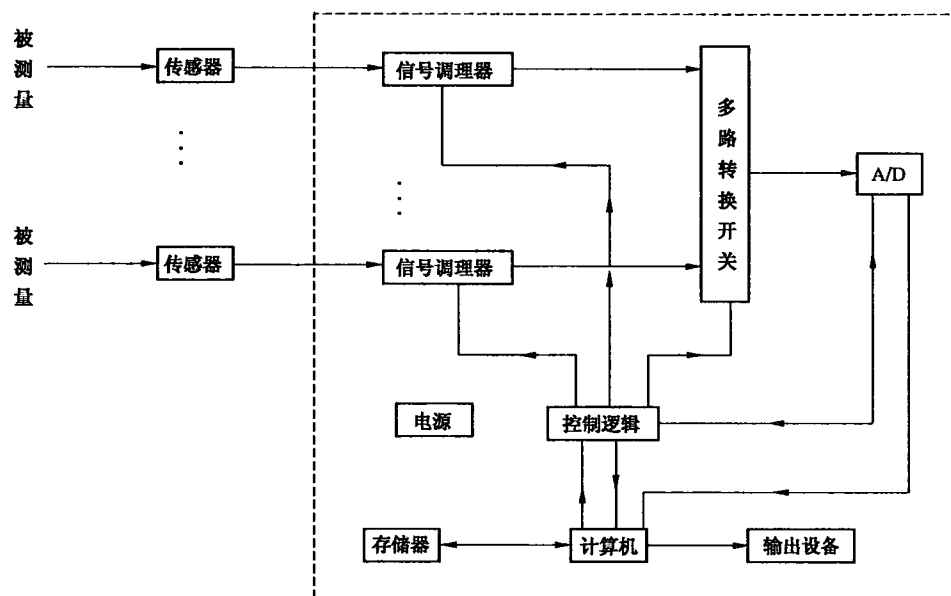 被测量
传感器
信号调理器
多路转换开关
A/D
被测量
传感器
信号调理器
电源
控制逻辑
存储器
计算机
输出设备